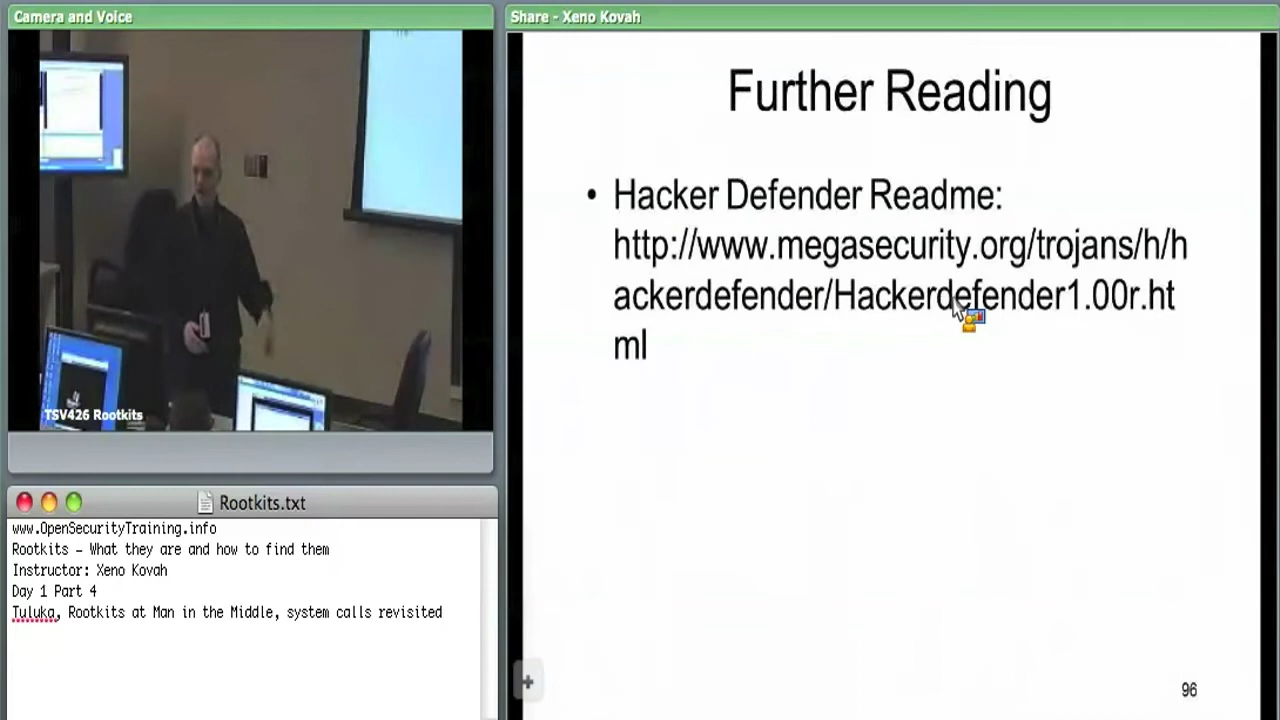 Camera and Voice
TSV426 Rootkits
Rootkits.txt
www.OpenSecurityTraining.info
Rootkits – What they are and how to find them
Instructor: Xeno Kovah
Day 1 Part 4
Tuluka, Rootkits at Man in the Middle, system calls revisited
Share - Xeno Kovah
Further Reading
• Hacker Defender Readme:
http://www.megasecurity.org/trojans/h/h
ackerdefender/Hackerdefender1.00r.ht
ml
96